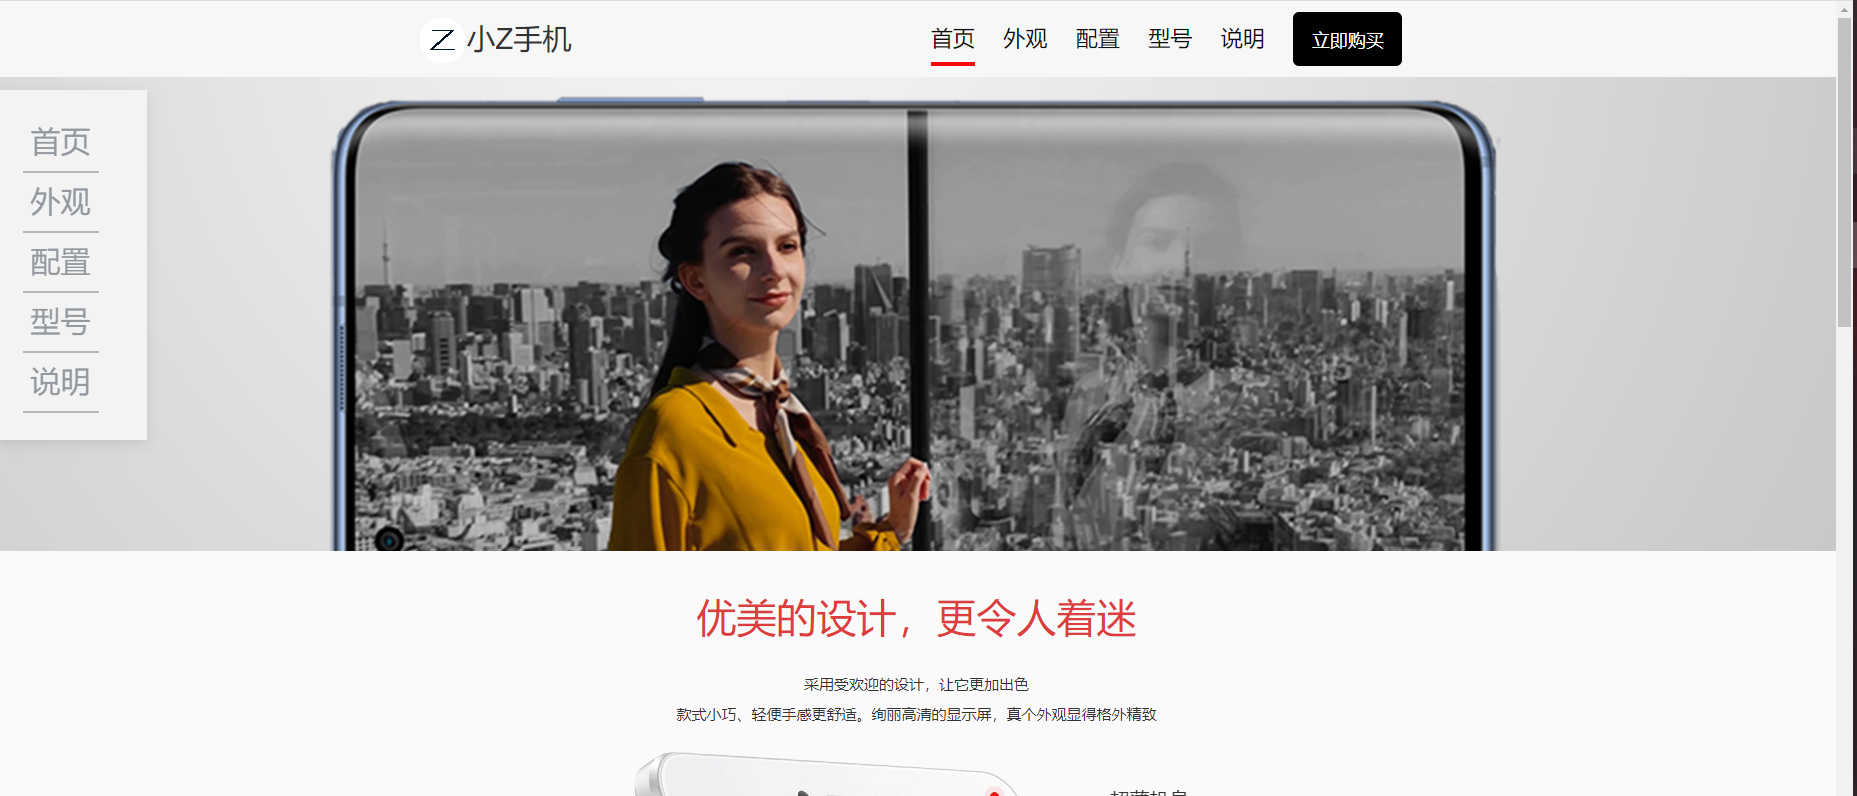 小Z手机
首页 外观 配置 型号 说明 立即购买
首页
外观
配置
型号
说明
优美的设计，更令人着迷
采用受欢迎的设计，让它更加出色
款式小巧、轻便手感更舒适。绚丽高清的显示屏，真个外观显得格外精致